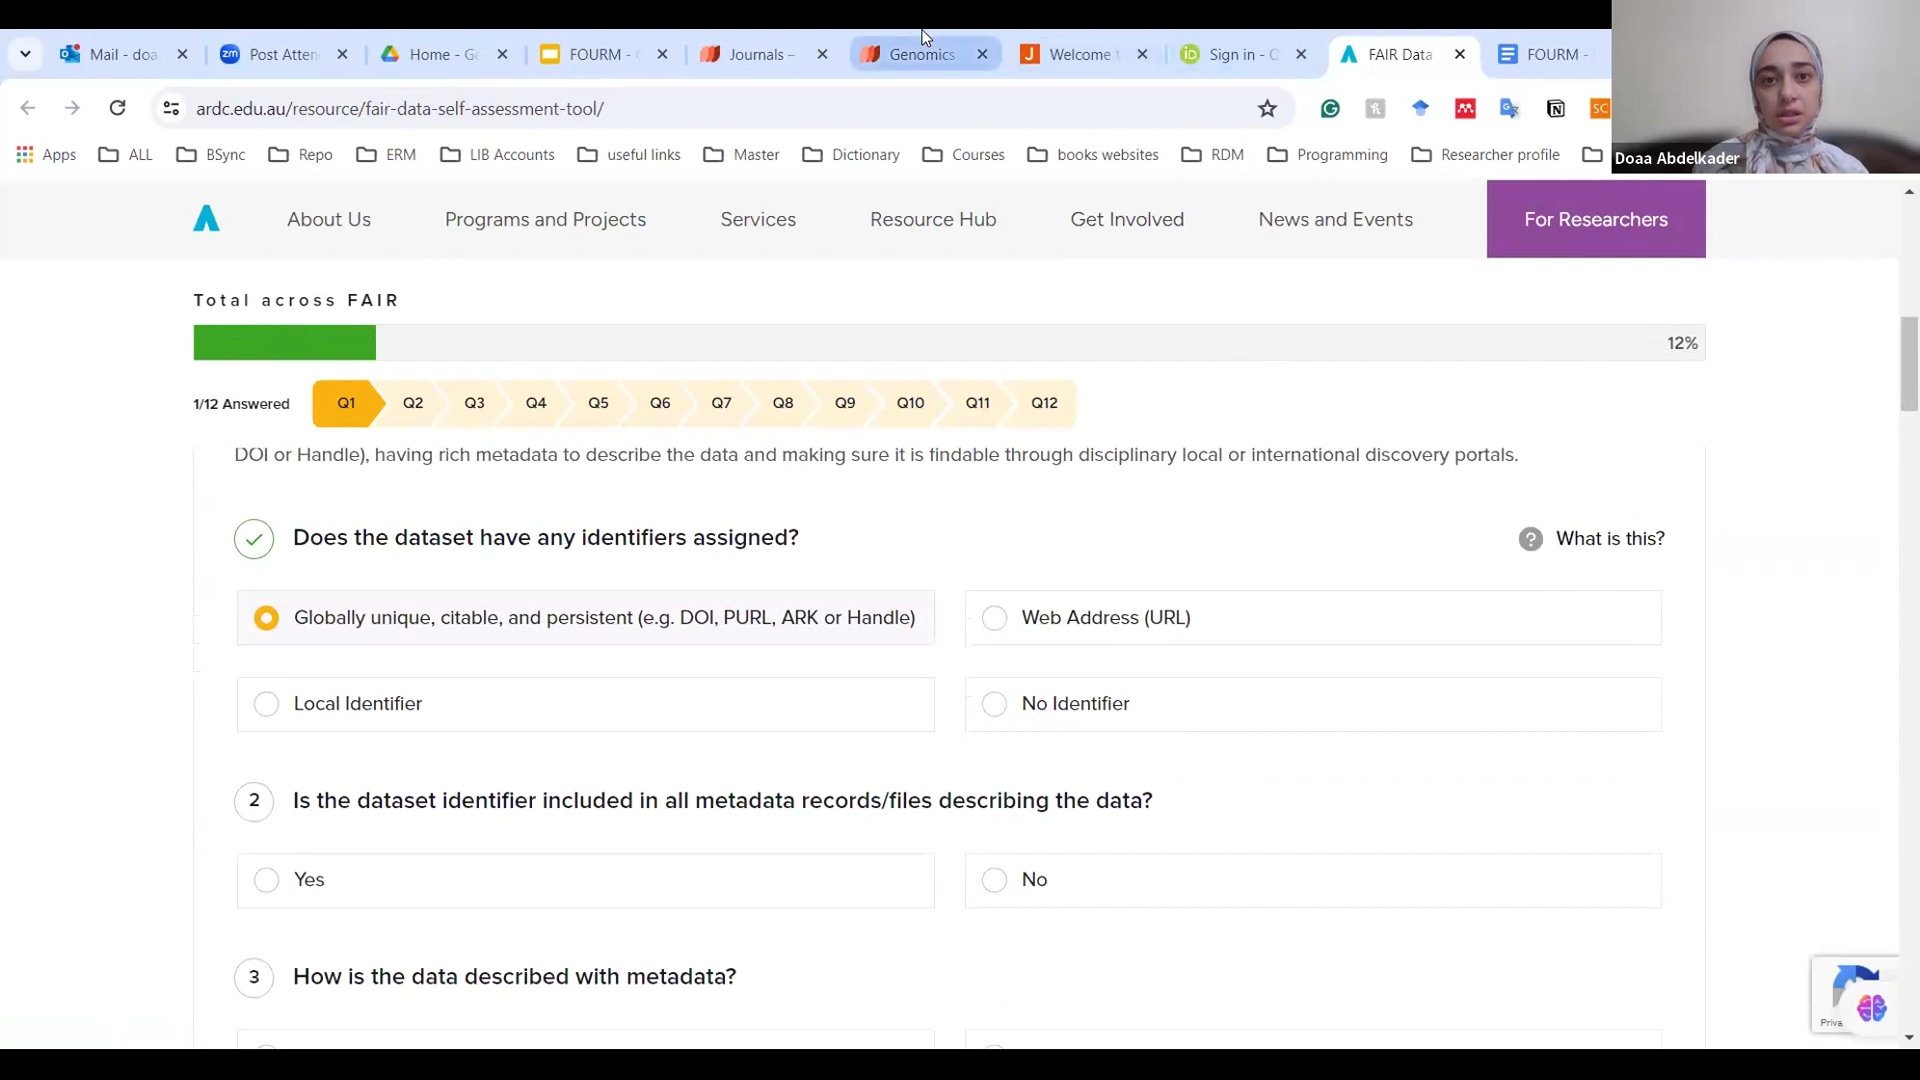 Mail - doa
Post Atten
Home - Go
FOURM -
Journals –
Genomics
Welcome t
Sign in - O
FAIR Data
FOURM -
ardc.edu.au/resource/fair-data-self-assessment-tool/
SC
Apps
ALL
BSync
Repo
ERM
LIB Accounts
useful links
Master
Dictionary
Courses
books websites
RDM
Programming
Researcher profile
Doaa Abdelkader
About Us
Programs and Projects
Services
Resource Hub
Get Involved
News and Events
For Researchers
Total across FAIR
12%
1/12 Answered
Q1
Q2
Q3
Q4
Q5
Q6
Q7
Q8
Q9
Q10
Q11
Q12
DOI or Handle), having rich metadata to describe the data and making sure it is findable through disciplinary local or international discovery portals.
Does the dataset have any identifiers assigned?
? What is this?
Globally unique, citable, and persistent (e.g. DOI, PURL, ARK or Handle)
Web Address (URL)
Local Identifier
No Identifier
2 Is the dataset identifier included in all metadata records/files describing the data?
Yes
No
3 How is the data described with metadata?
Priva